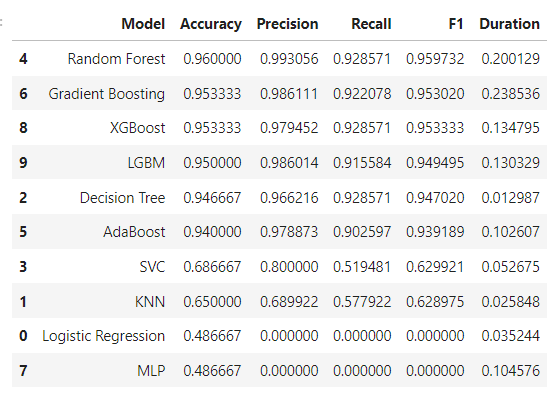 Model Accuracy Precision Recall F1 Duration
4 Random Forest 0.960000 0.993056 0.928571 0.959732 0.200129
6 Gradient Boosting 0.953333 0.986111 0.922078 0.953020 0.238536
8 XGBoost 0.953333 0.979452 0.928571 0.953333 0.134795
9 LGBM 0.950000 0.986014 0.915584 0.949495 0.130329
2 Decision Tree 0.946667 0.966216 0.928571 0.947020 0.012987
5 AdaBoost 0.940000 0.978873 0.902597 0.939189 0.102607
3 SVC 0.686667 0.800000 0.519481 0.629921 0.052675
1 KNN 0.650000 0.689922 0.577922 0.628975 0.025848
0 Logistic Regression 0.486667 0.000000 0.000000 0.000000 0.035244
7 MLP 0.486667 0.000000 0.000000 0.000000 0.104576